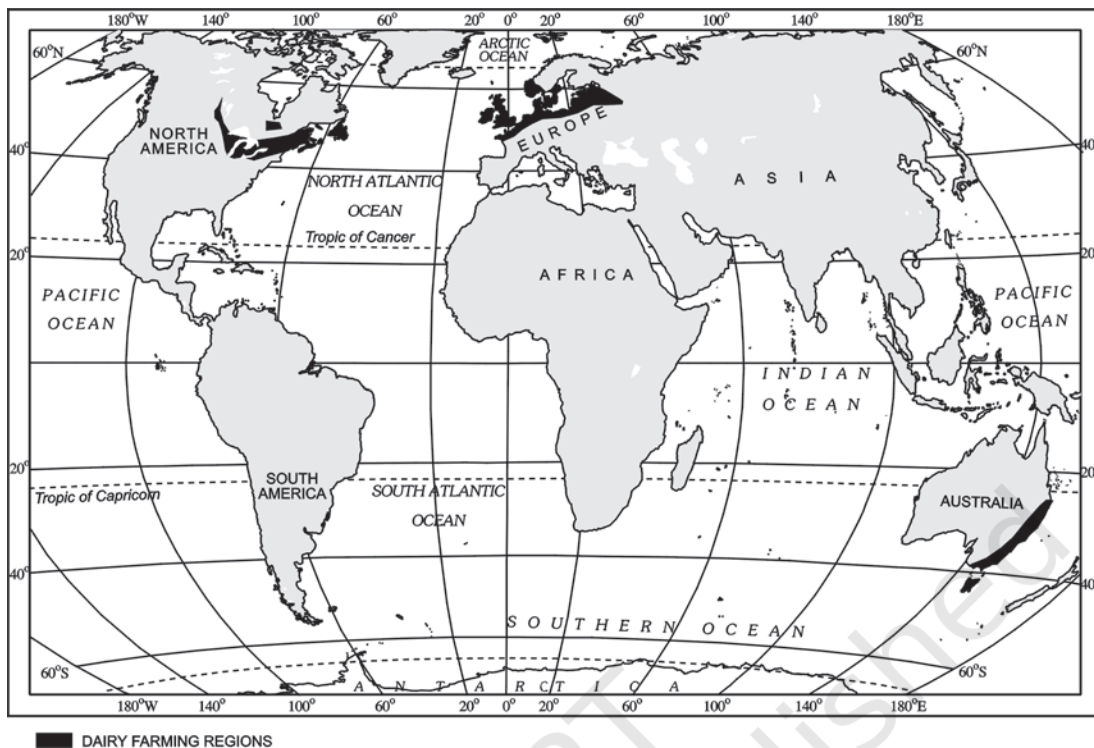 180°W 140° 100° 60° 20° 0° 20° 60° 100° 140° 180°E
60°N
ARCTIC
OCEAN
60°N
NORTH
AMERICA
EUROPE
40°
40
ASIA
NORTH ATLANTIC
OCEAN
Tropic of Cancer
20°
20
AFRICA
PACIFIC
OCEAN
PACIFIC
OCEAN
INDIAN
OCEAN
20°
20
Tropic of Capricorn
SOUTH
AMERICA
SOUTH ATLANTIC
OCEAN
AUSTRALIA
40°
40
SOUTHERN OCEAN
60°S
60°S
ANTARCTICA
180°W 140° 100° 60° 20° 0° 20° 60° 100° 140° 180°E
DAIRY FARMING REGIONS